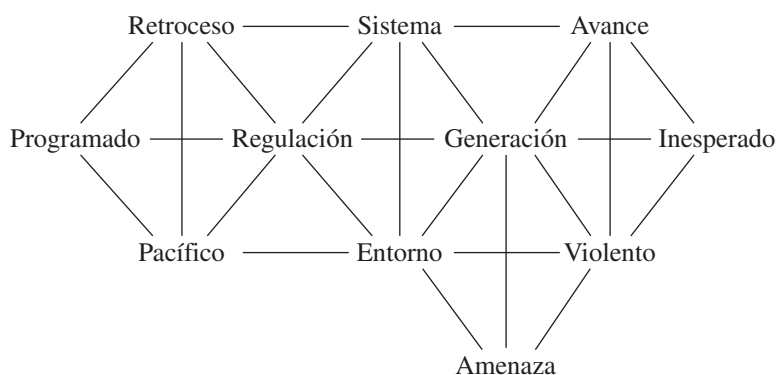 Retroceso Sistema Avance
Programado Regulación Generación Inesperado
Pacífico Entorno Violento
Amenaza